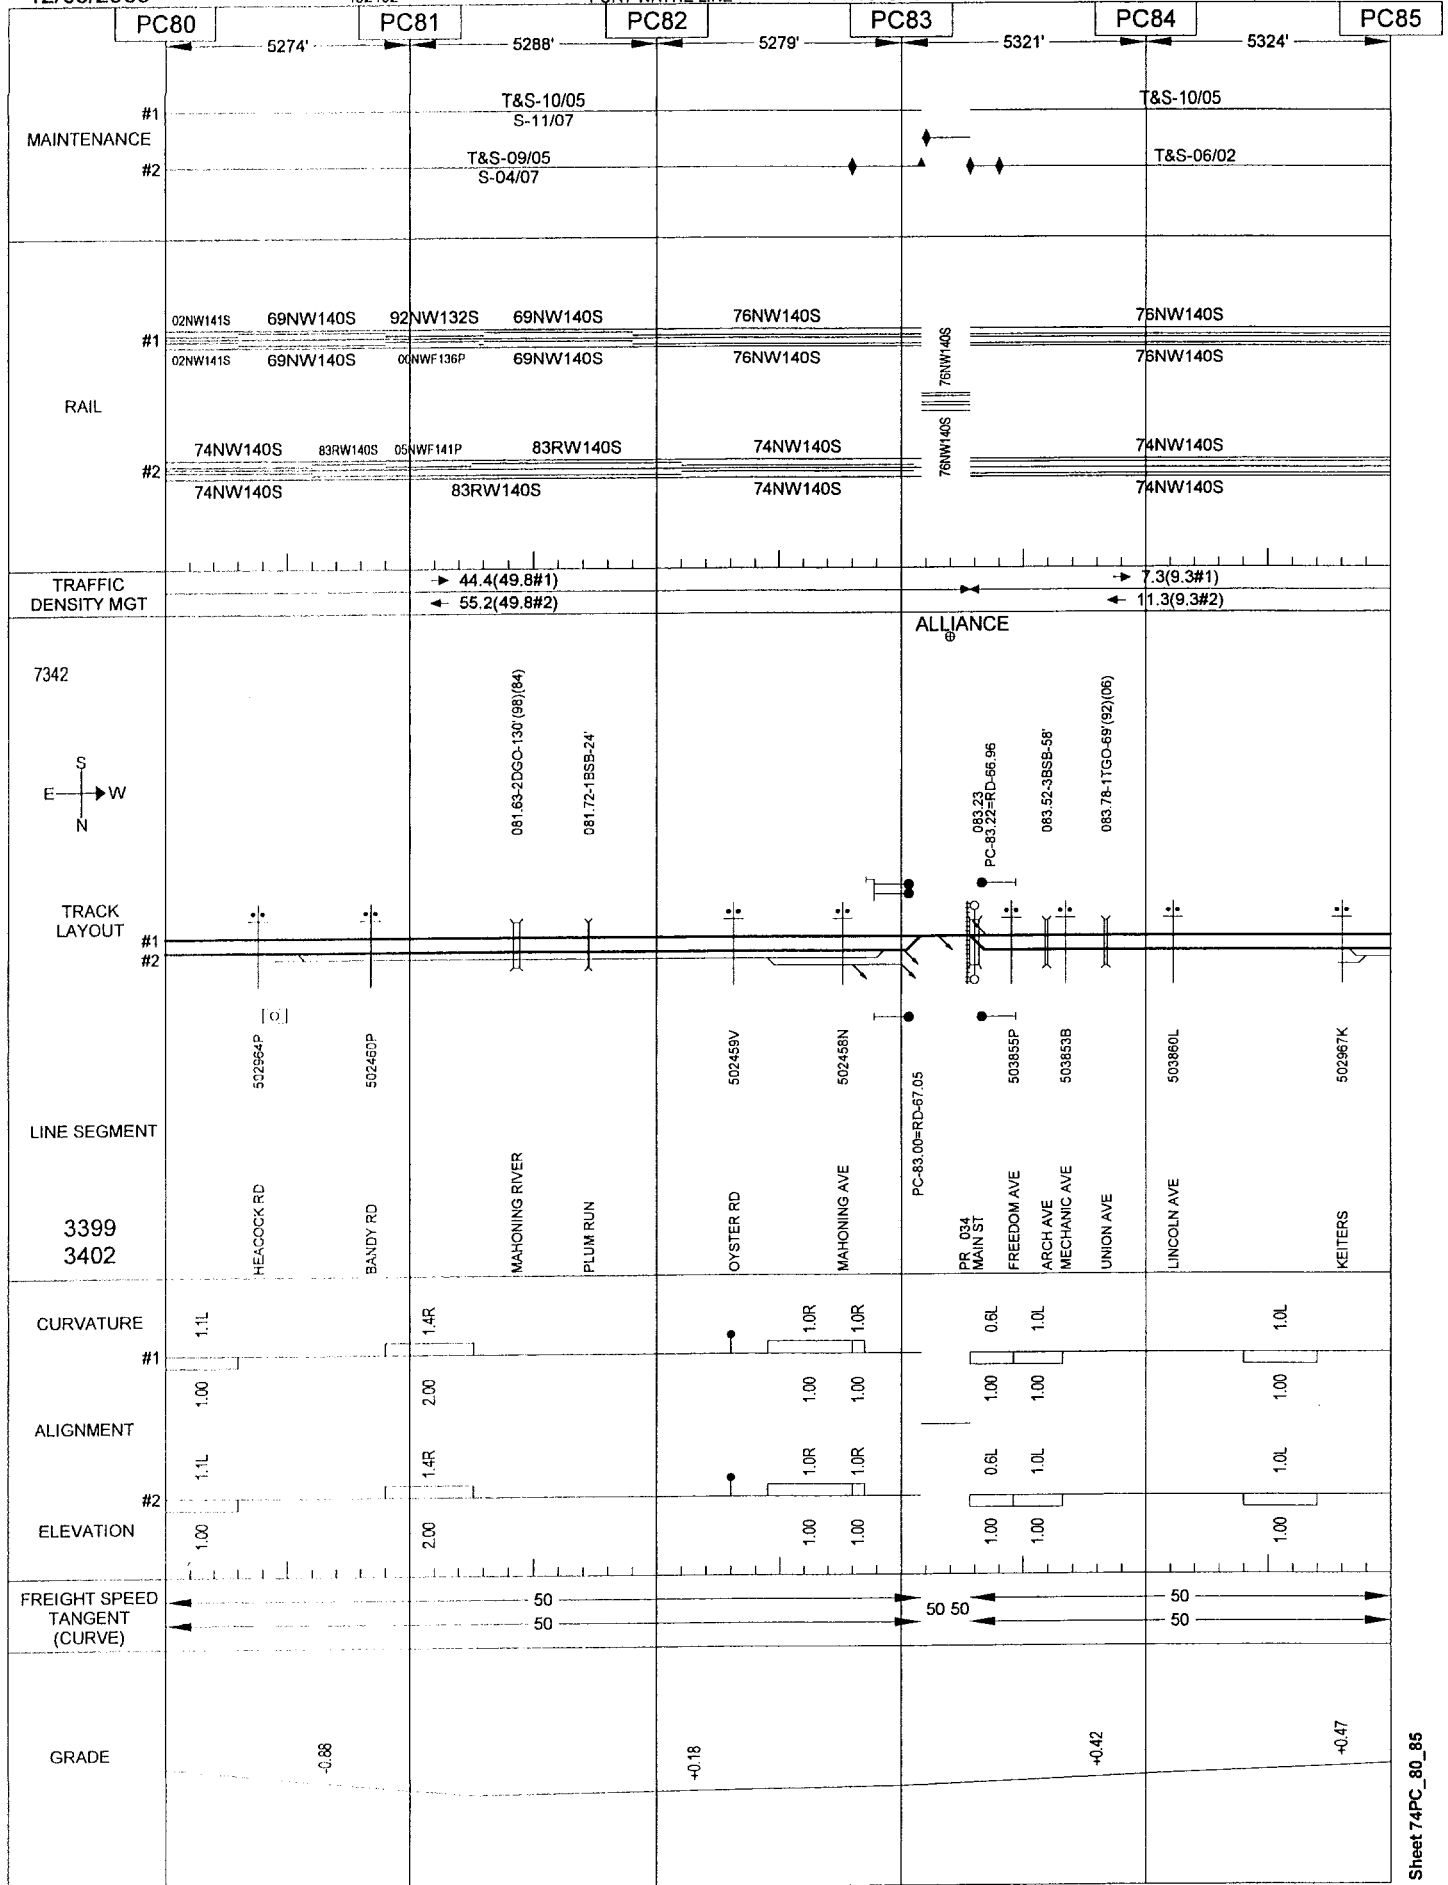 PC80 PC81 PC82 PC83 PC84 PC85
5274' 5288' 5279' 5321' 5324'
MAINTENANCE
#1
T&S-10/05 T&S-10/05
S-11/07
#2
T&S-09/05 T&S-06/02
S-04/07
RAIL
02NW141S 69NW140S 92NW132S 69NW140S 76NW140S 76NW140S
#1
02NW141S 69NW140S 00NWF136P 69NW140S 76NW140S 76NW140S
76NW140S
74NW140S 83RW140S 05NWF141P 83RW140S 74NW140S 74NW140S
#2
74NW140S 83RW140S 74NW140S 74NW140S
76NW140S
TRAFFIC
DENSITY MGT
44.4(49.8#1) 7.3(9.3#1)
55.2(49.8#2) 11.3(9.3#2)
ALLIANCE
7342
S
E W
N
081.63-2DGO-130'(98)(84)
081.72-1BSB-24'
083.23
PC-83.22=RD-66.96
083.52-3BSB-58'
083.78-1TGO-69'(92)(06)
TRACK
LAYOUT
#1
#2
502964P
502460P
502459V
502458N
PC-83.00=RD-67.05
503855P
503853B
503860L
502967K
LINE SEGMENT
3399
3402
HEACOCK RD
BANDY RD
MAHONING RIVER
PLUM RUN
OYSTER RD
MAHONING AVE
PR 034
MAIN ST
FREEDOM AVE
ARCH AVE
MECHANIC AVE
UNION AVE
LINCOLN AVE
KEITERS
CURVATURE
1.1L 1.4R 1.0R 1.0R 0.6L 1.0L 1.0L
#1
1.00 2.00 1.00 1.00 1.00 1.00 1.00
ALIGNMENT
1.1L 1.4R 1.0R 1.0R 0.6L 1.0L 1.0L
#2
ELEVATION
1.00 2.00 1.00 1.00 1.00 1.00 1.00
FREIGHT SPEED
TANGENT
(CURVE)
50 50 50 50
50 50
GRADE
-0.88 +0.18 +0.42 +0.47
Sheet 74PC_80_85